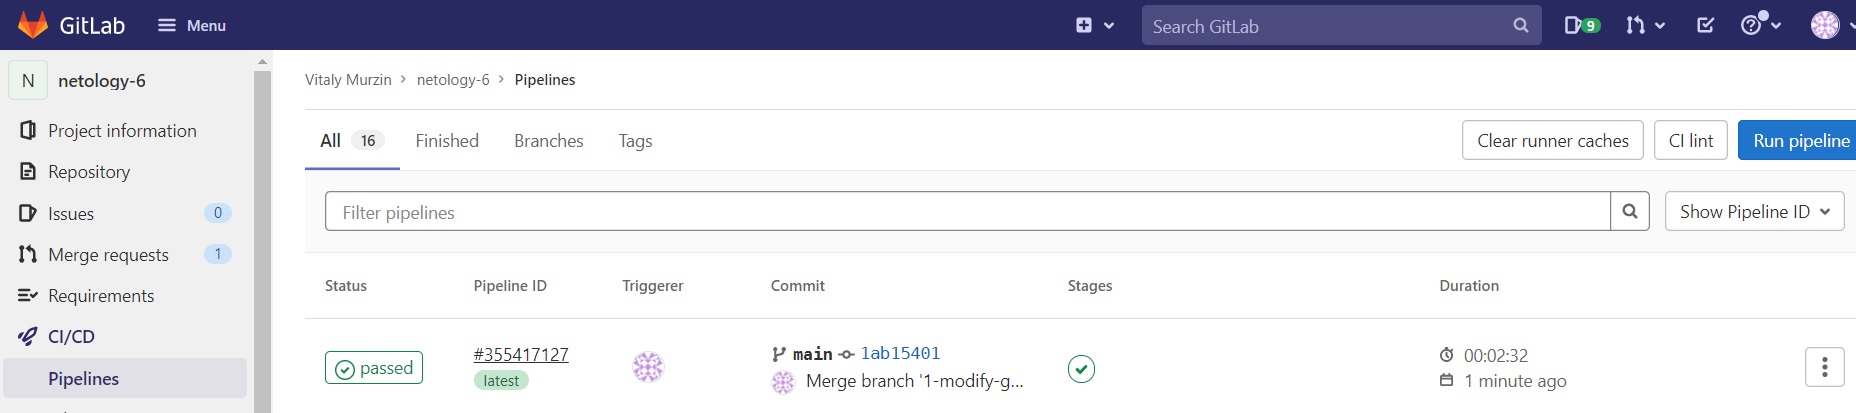 GitLab
Menu
Search GitLab
9
N
netology-6
Project information
Repository
Issues
0
Merge requests
1
Requirements
CI/CD
Pipelines
Vitaly Murzin > netology-6 > Pipelines
All 16
Finished
Branches
Tags
Clear runner caches
CI lint
Run pipeline
Filter pipelines
Show Pipeline ID
Status
Pipeline ID
Triggerer
Commit
Stages
Duration
passed
#355417127
latest
main
1ab15401
Merge branch '1-modify-g...
00:02:32
1 minute ago